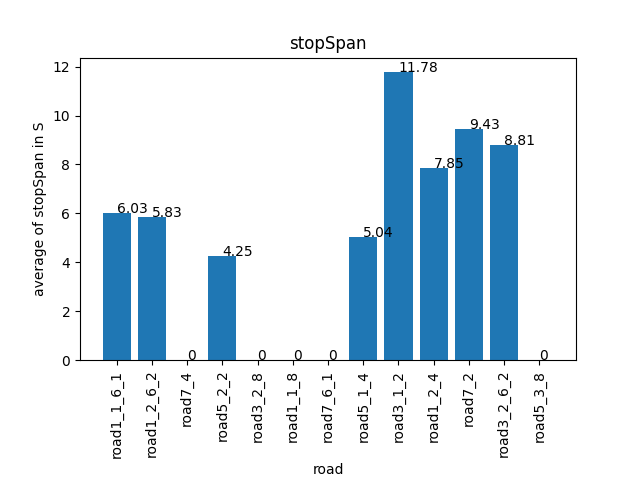 stopSpan
average of stopSpan in S
12
10
8
6
4
2
0
6.03
5.83
0
4.25
0
0
0
5.04
11.78
7.85
9.43
8.81
0
road1_1_6_1
road1_2_6_2
road7_4
road5_2_2
road3_2_8
road1_1_8
road7_6_1
road5_1_4
road3_1_2
road1_2_4
road7_2
road3_2_6_2
road5_3_8
road